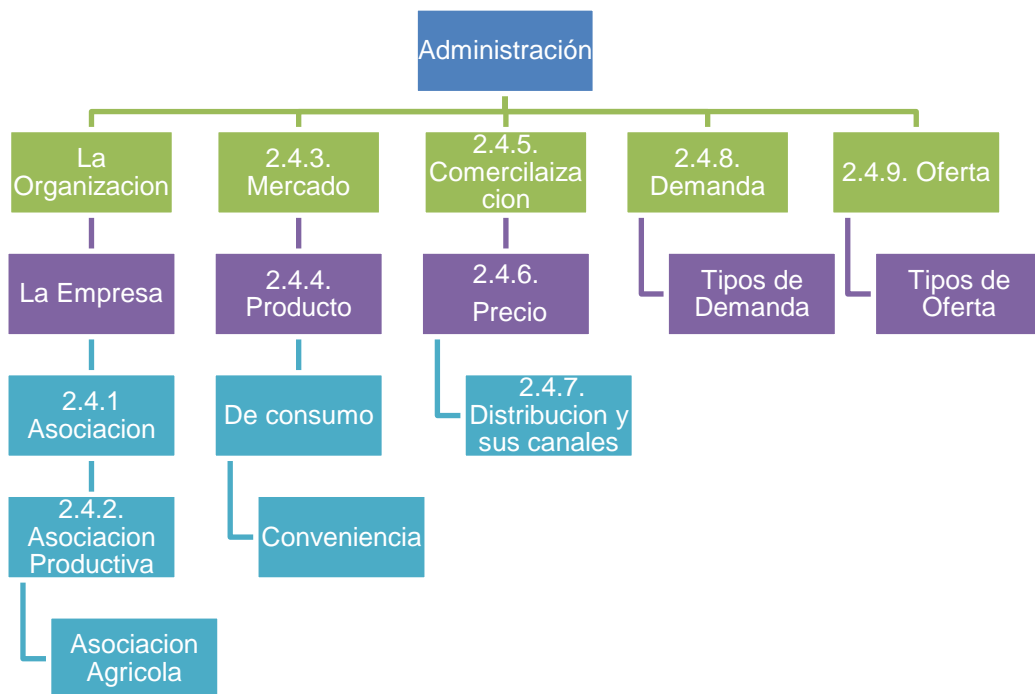 Administración
La
Organizacion
2.4.3.
Mercado
2.4.5.
Comercilaiza
cion
2.4.8.
Demanda
2.4.9. Oferta
La Empresa
2.4.4.
Producto
2.4.6.
Precio
Tipos de
Demanda
Tipos de
Oferta
2.4.1
Asociacion
De consumo
2.4.7.
Distribucion y
sus canales
2.4.2.
Asociacion
Productiva
Conveniencia
Asociacion
Agricola